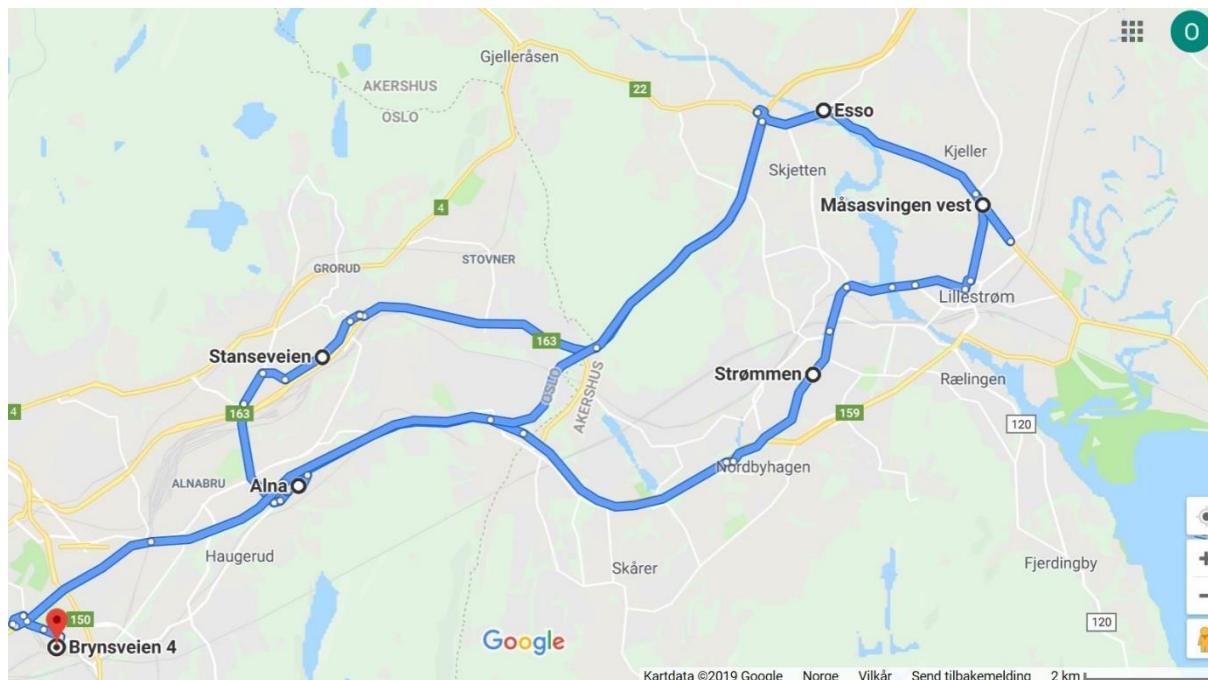 O
Gjelleråsen
22
AKERSHUS
OSLO
Esso
Kjeller
Skjetten
4
Måsasvingen vest
STOVNER
GRORUD
Lillestrøm
163
Stanseveien
OSLO
AKERSHUS
Strømmen
Rælingen
4
163
159
120
Nordbyhagen
ALNABRU
Alna
Haugerud
Skårer
Fjerdingby
150
Brynsveien 4
Google
120
Kartdata ©2019 Google Norge Vilkår Send tilbakemelding 2 km